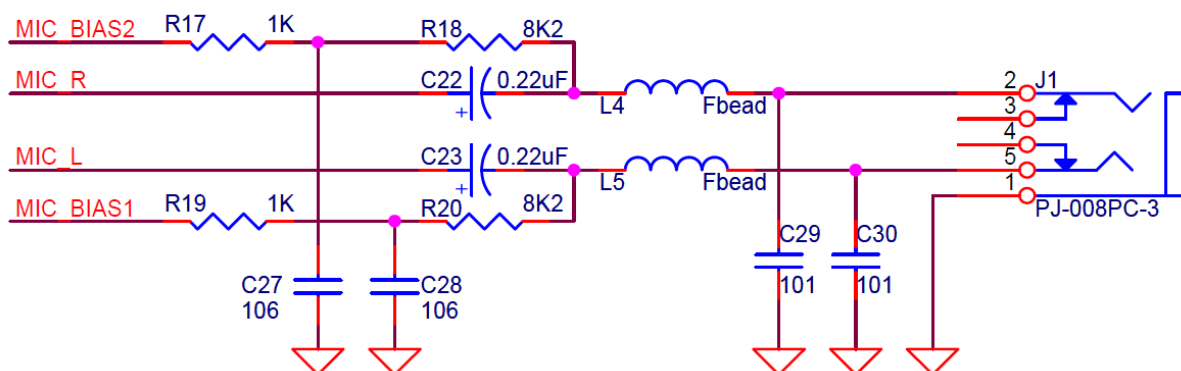 MIC_BIAS2 R17 1K R18 8K2
MIC_R C22 0.22uF L4 Fbead 2 J1
3
+
4
MIC_L C23 0.22uF L5 Fbead 5
+
1
MIC_BIAS1 R19 1K R20 8K2 PJ-008PC-3
C29 C30
C27 C28 101 101
106 106